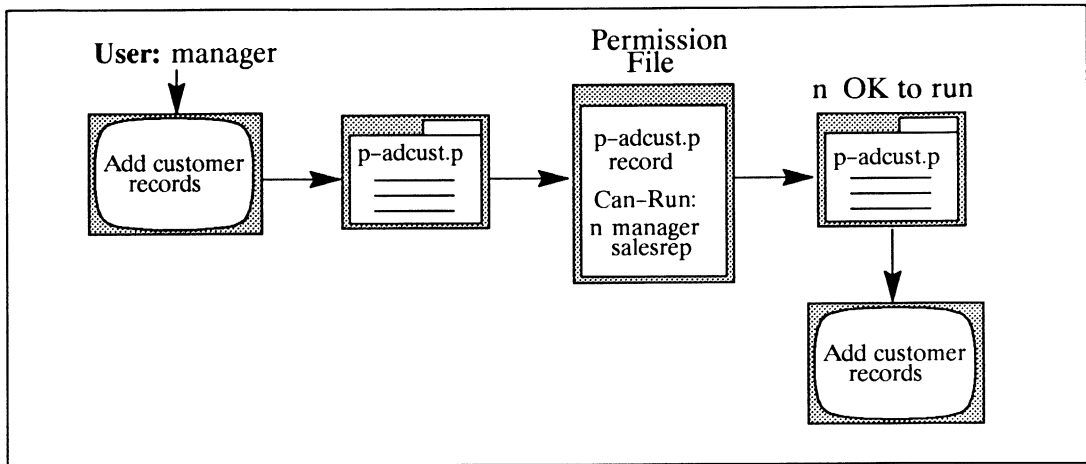 User: manager
Add customer
records
p-adcust.p
Permission
File
p-adcust.p
record
Can-Run:
n manager
salesrep
n OK to run
p-adcust.p
Add customer
records